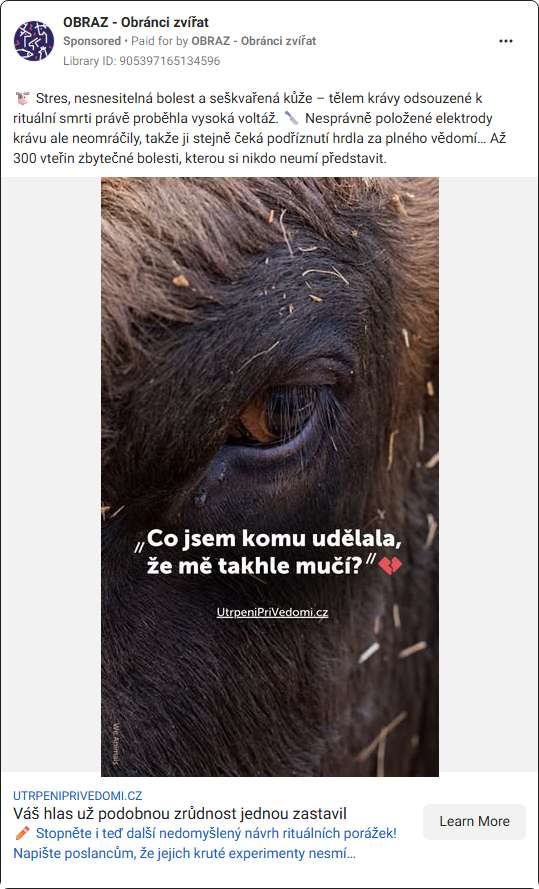 OBRAZ - Obránci zvířat
Sponsored • Paid for by OBRAZ - Obránci zvířat
Library ID: 905397165134596
🐮 Stres, nesnesitelná bolest a seškvařená kůže – tělem krávy odsouzené k
rituální smrti právě proběhla vysoká voltáž. 🔪 Nesprávně položené elektrody
krávu ale neomráčily, takže ji stejně čeká podříznutí hrdla za plného vědomí… Až
300 vteřin zbytečné bolesti, kterou si nikdo neumí představit.
"Co jsem komu udělala,
že mě takhle mučí?"💔
UtrpeniPriVedomi.cz
We Animals
UTRPENIPRIVEDOMI.CZ
Váš hlas už podobnou zrůdnost jednou zastavil
✏️ Stopněte i teď další nedomyšlený návrh rituálních porážek!
Napište poslancům, že jejich kruté experimenty nesmí…
Learn More